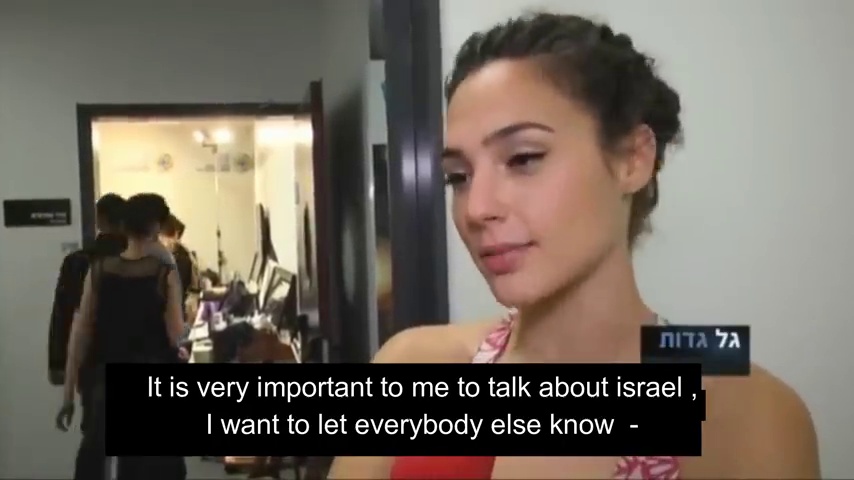 גל גדות
It is very important to me to talk about israel ,
I want to let everybody else know -